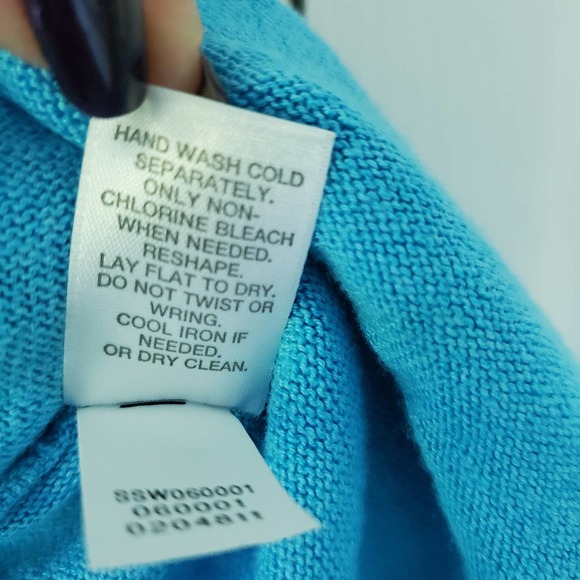 HAND WASH COLD
SEPARATELY.
ONLY NON-
CHLORINE BLEACH
WHEN NEEDED.
RESHAPE.
LAY FLAT TO DRY.
DO NOT TWIST OR
WRING.
COOL IRON IF
NEEDED.
OR DRY CLEAN.
SSW060001
060001
0204811